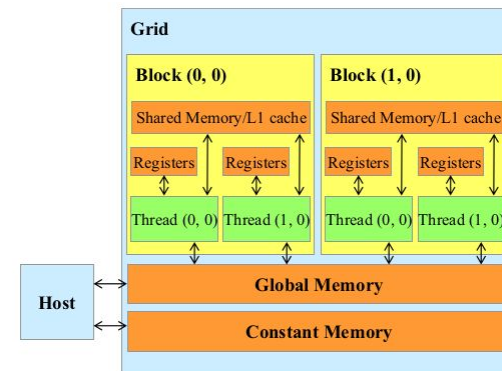 Grid
Block (0, 0)
Block (1, 0)
Shared Memory/L1 cache
Shared Memory/L1 cache
Registers
Registers
Registers
Registers
Thread (0, 0)
Thread (1, 0)
Thread (0, 0)
Thread (1, 0)
Host
Global Memory
Constant Memory